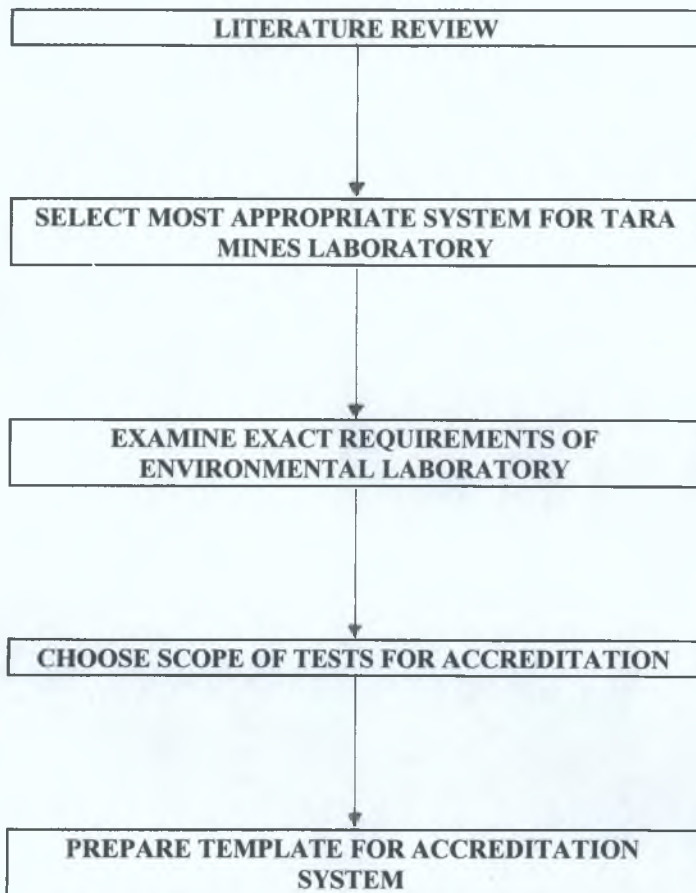 LITERATURE REVIEW
SELECT MOST APPROPRIATE SYSTEM FOR TARA
MINES LABORATORY
EXAMINE EXACT REQUIREMENTS OF
ENVIRONMENTAL LABORATORY
CHOOSE SCOPE OF TESTS FOR ACCREDITATION
PREPARE TEMPLATE FOR ACCREDITATION
SYSTEM